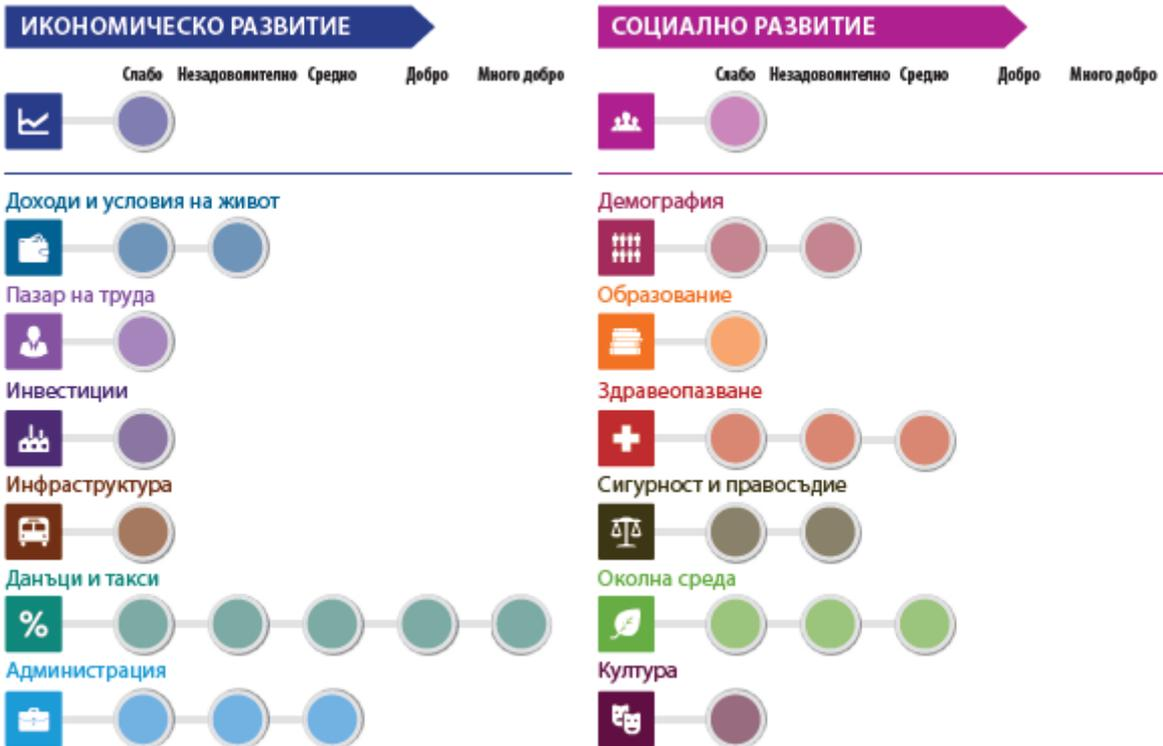 ИКОНОМИЧЕСКО РАЗВИТИЕ
Слабо Незадоволително Средно Добро Много добро
Доходи и условия на живот
Пазар на труда
Инвестиции
Инфраструктура
Данъци и такси
%
Администрация
СОЦИАЛНО РАЗВИТИЕ
Слабо Незадоволително Средно Добро Много добро
Демография
Образование
Здравеопазване
Сигурност и правосъдие
Околна среда
Култура